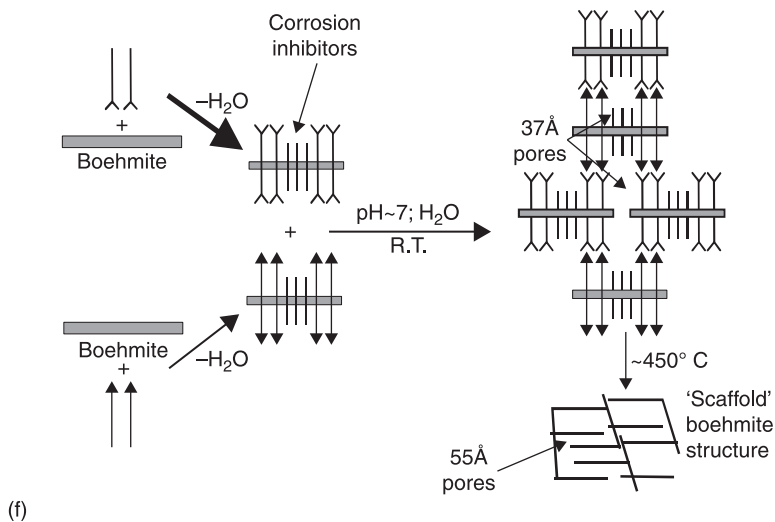 Corrosion
inhibitors
–H₂O
+
Boehmite
37Å
pores
pH~7; H₂O
R.T.
+
Boehmite
+
–H₂O
~450° C
'Scaffold'
boehmite
structure
55Å
pores
(f)